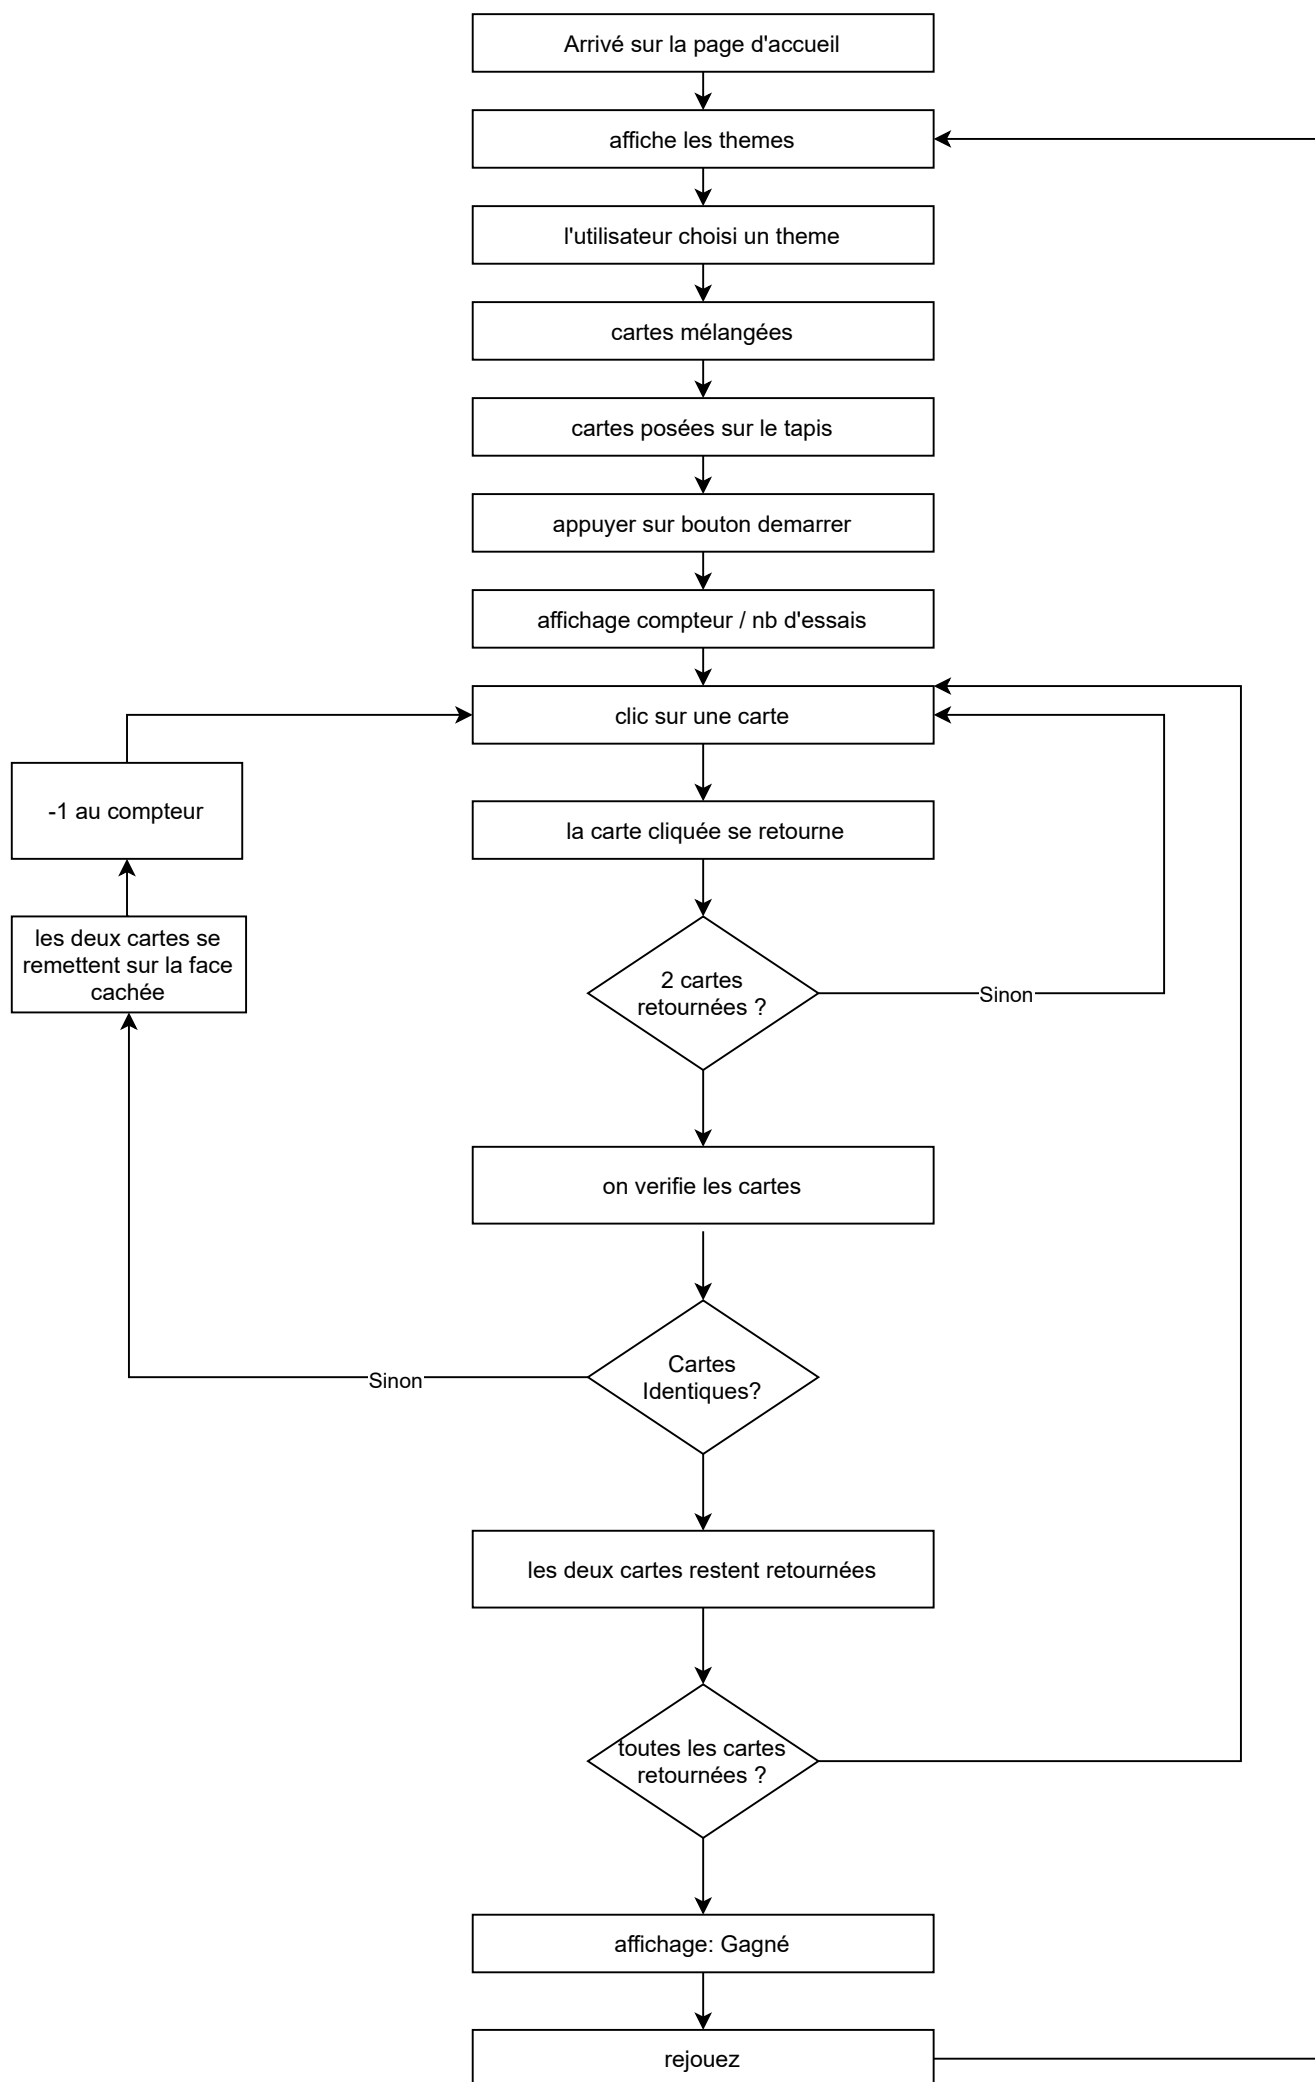 Arrivé sur la page d'accueil
affiche les themes
l'utilisateur choisi un theme
cartes mélangées
cartes posées sur le tapis
appuyer sur bouton demarrer
affichage compteur / nb d'essais
clic sur une carte
-1 au compteur
la carte cliquée se retourne
les deux cartes se
remettent sur la face
cachée
2 cartes
retournées ?
Sinon
on verifie les cartes
Cartes
Identiques?
Sinon
les deux cartes restent retournées
toutes les cartes
retournées ?
affichage: Gagné
rejouez